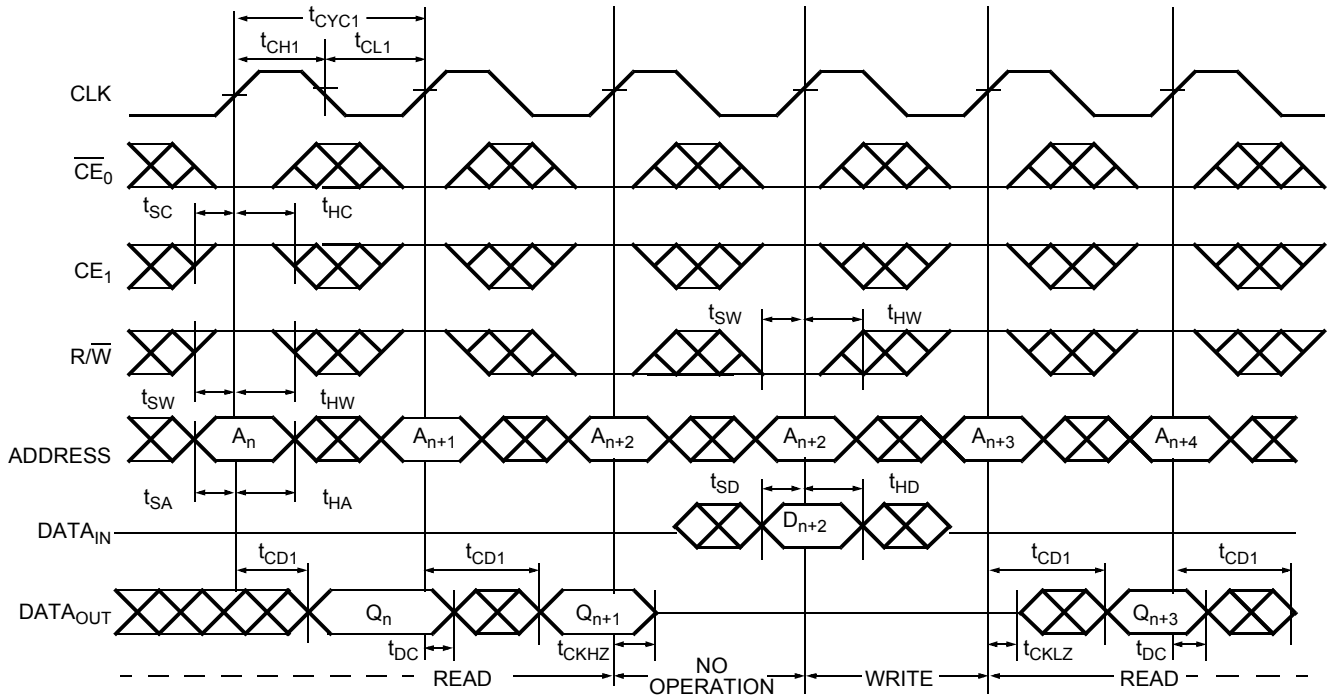 tCYC1
tCH1 tCL1
CLK
CE0
tSC tHC
CE1
tSW tHW
R/W
tSW tHW
An An+1 An+2 An+2 An+3 An+4
ADDRESS
tSA tHA tSD tHD
DATAIN Dn+2
tCD1 tCD1 tCD1 tCD1
DATAOUT Qn Qn+1 Qn+3
tDC tCKHZ tCKLZ tDC
READ NO OPERATION WRITE READ